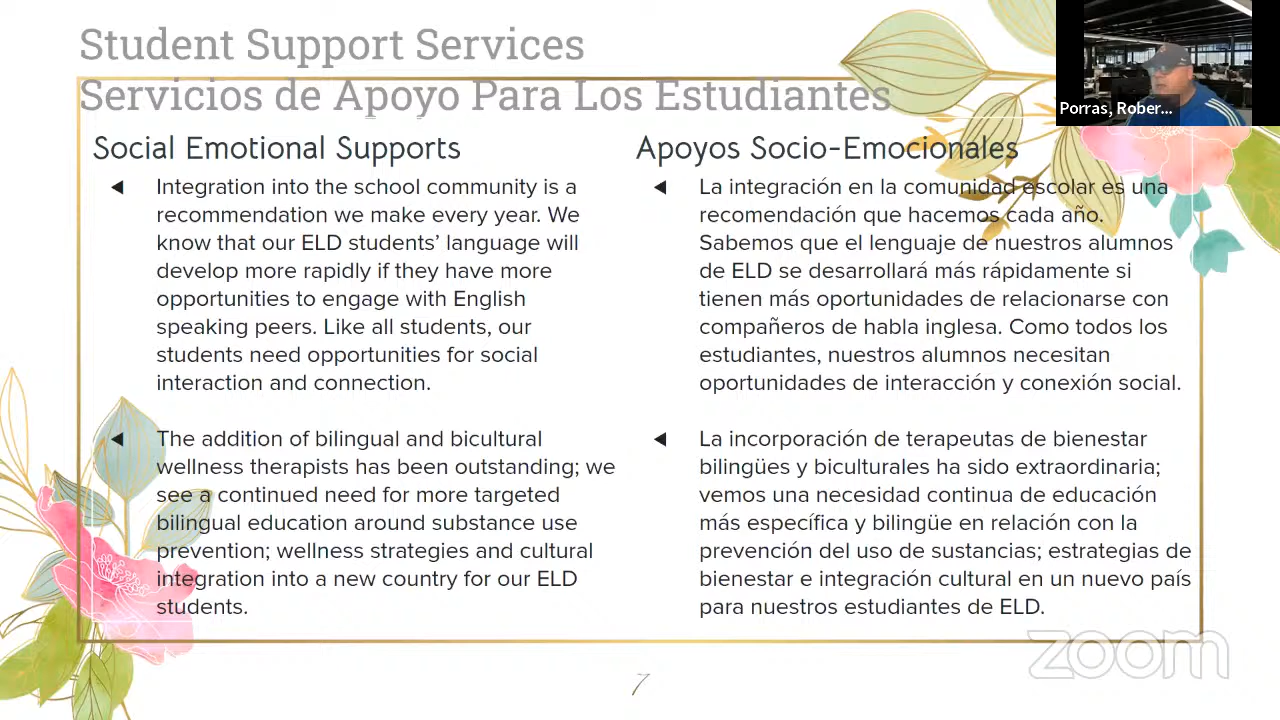 Student Support Services
Servicios de Apoyo Para Los Estudiantes
Porras, Rober...
Social Emotional Supports
Integration into the school community is a
recommendation we make every year. We
know that our ELD students’ language will
develop more rapidly if they have more
opportunities to engage with English
speaking peers. Like all students, our
students need opportunities for social
interaction and connection.
The addition of bilingual and bicultural
wellness therapists has been outstanding; we
see a continued need for more targeted
bilingual education around substance use
prevention; wellness strategies and cultural
integration into a new country for our ELD
students.
Apoyos Socio-Emocionales
La integración en la comunidad escolar es una
recomendación que hacemos cada año.
Sabemos que el lenguaje de nuestros alumnos
de ELD se desarrollará más rápidamente si
tienen más oportunidades de relacionarse con
compañeros de habla inglesa. Como todos los
estudiantes, nuestros alumnos necesitan
oportunidades de interacción y conexión social.
La incorporación de terapeutas de bienestar
bilingües y biculturales ha sido extraordinaria;
vemos una necesidad continua de educación
más específica y bilingüe en relación con la
prevención del uso de sustancias; estrategias de
bienestar e integración cultural en un nuevo país
para nuestros estudiantes de ELD.
zoom
7